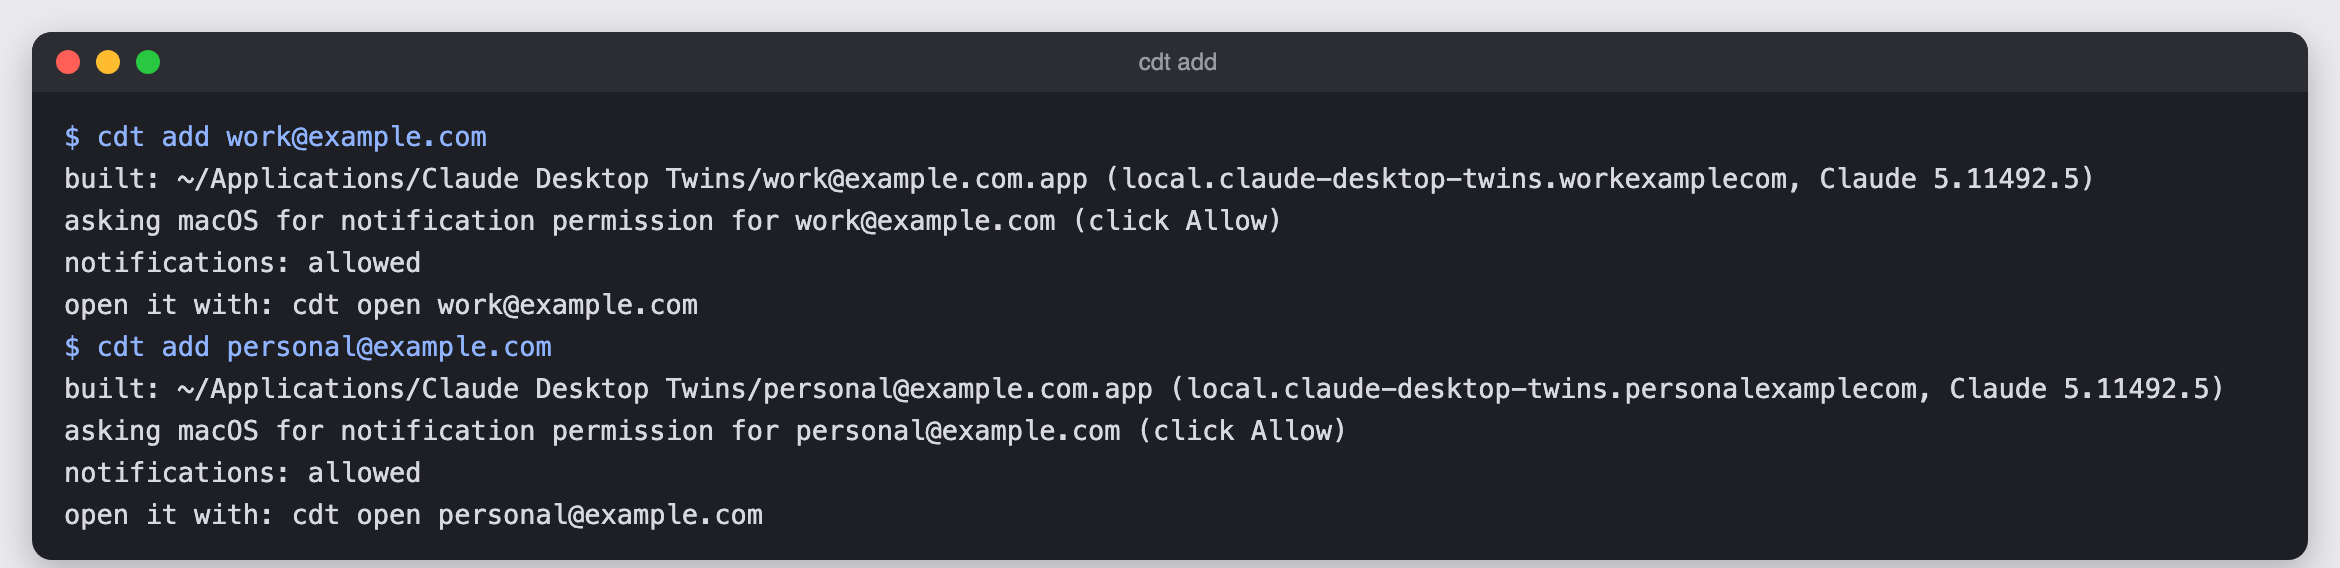 cdt add
$ cdt add work@example.com
built: ~/Applications/Claude Desktop Twins/work@example.com.app (local.claude-desktop-twins.workexamplecom, Claude 5.11492.5)
asking macOS for notification permission for work@example.com (click Allow)
notifications: allowed
open it with: cdt open work@example.com
$ cdt add personal@example.com
built: ~/Applications/Claude Desktop Twins/personal@example.com.app (local.claude-desktop-twins.personalexamplecom, Claude 5.11492.5)
asking macOS for notification permission for personal@example.com (click Allow)
notifications: allowed
open it with: cdt open personal@example.com